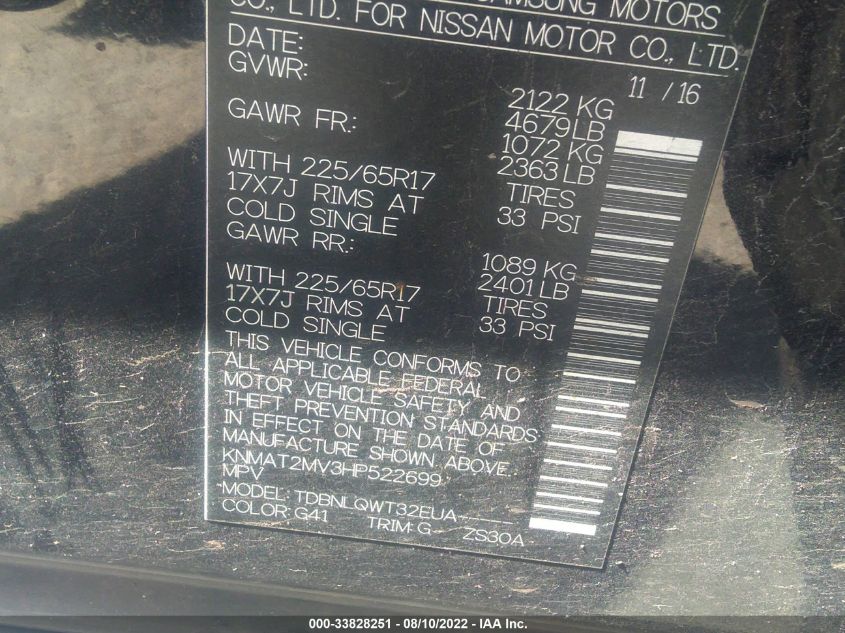 SAMSUNG MOTORS
CO., LTD. FOR NISSAN MOTOR CO., LTD.
DATE: 11 / 16
GVWR: 2122 KG
4679 LB
GAWR FR.: 1072 KG
2363 LB
WITH 225/65R17 TIRES
17X7J RIMS AT 33 PSI
COLD SINGLE
GAWR RR.: 1089 KG
2401 LB
WITH 225/65R17 TIRES
17X7J RIMS AT 33 PSI
COLD SINGLE
THIS VEHICLE CONFORMS TO
ALL APPLICABLE FEDERAL
MOTOR VEHICLE SAFETY AND
THEFT PREVENTION STANDARDS
IN EFFECT ON THE DATE OF
MANUFACTURE SHOWN ABOVE.
KNMAT2MV3HP522699
MPV
MODEL: TDBNLQWT32EUA-----
COLOR: G41 TRIM: G ZS30A
000-33828251 - 08/10/2022 - IAA Inc.